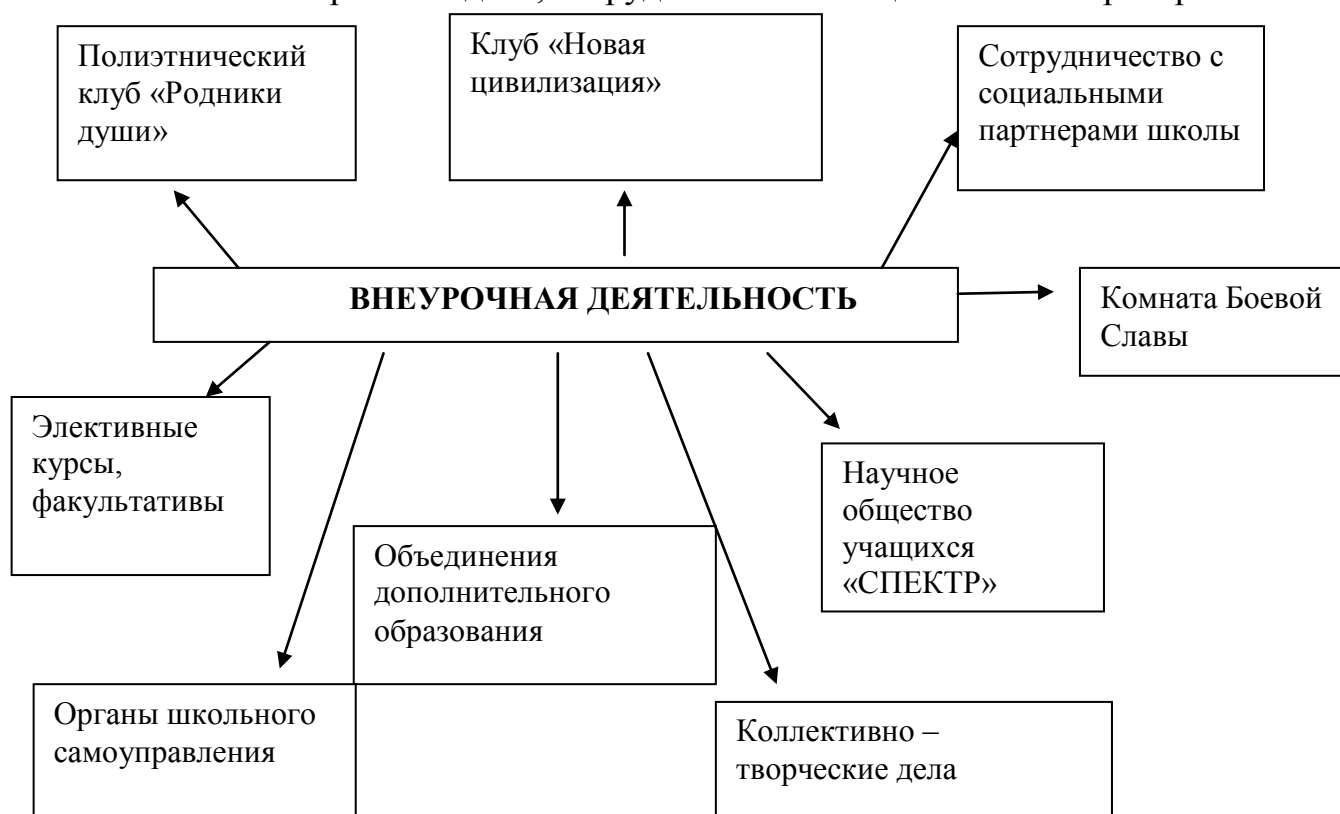 Полиэтнический
клуб «Родники
души»
Клуб «Новая
цивилизация»
Сотрудничество с
социальными
партнерами школы
ВНЕУРОЧНАЯ ДЕЯТЕЛЬНОСТЬ
Комната Боевой
Славы
Элективные
курсы,
факультативы
Научное
общество
учащихся
«СПЕКТР»
Объединения
дополнительного
образования
Органы школьного
самоуправления
Коллективно –
творческие дела